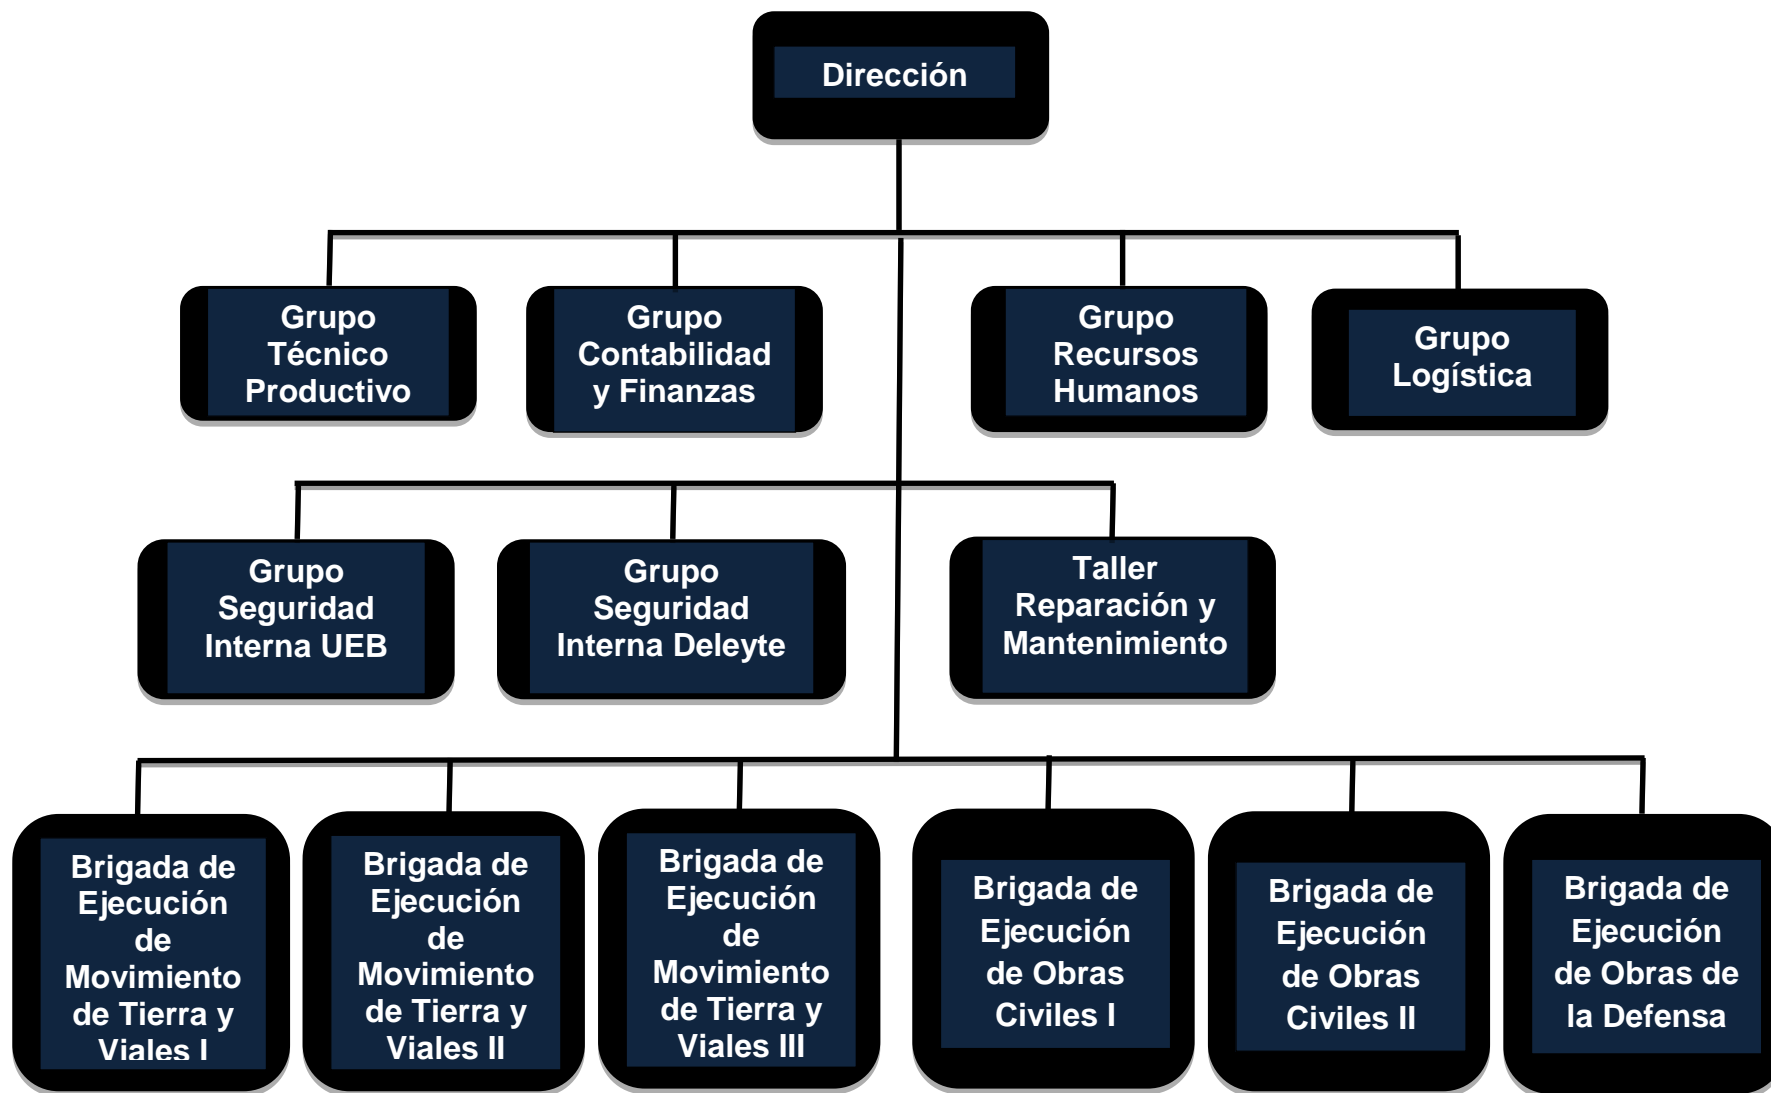 Dirección
Grupo
Técnico
Productivo
Grupo
Contabilidad
y Finanzas
Grupo
Recursos
Humanos
Grupo
Logística
Grupo
Seguridad
Interna UEB
Grupo
Seguridad
Interna Deleyte
Taller
Reparación y
Mantenimiento
Brigada de
Ejecución
de
Movimiento
de Tierra y
Viales I
Brigada de
Ejecución
de
Movimiento
de Tierra y
Viales II
Brigada de
Ejecución
de
Movimiento
de Tierra y
Viales III
Brigada de
Ejecución
de Obras
Civiles I
Brigada de
Ejecución
de Obras
Civiles II
Brigada de
Ejecución
de Obras de
la Defensa